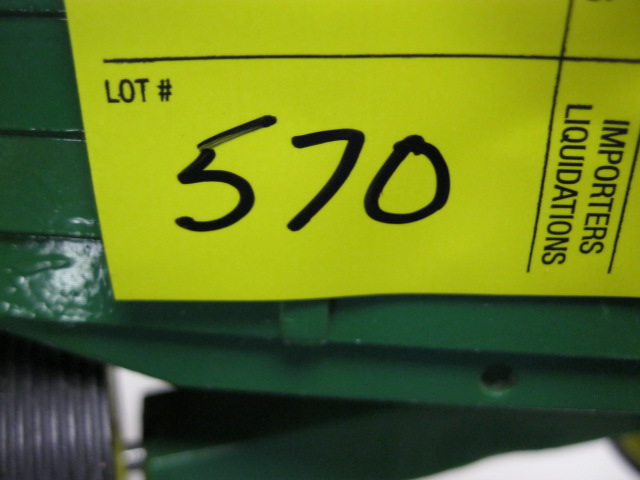 LOT #
570
IMPORTERS
LIQUIDATIONS